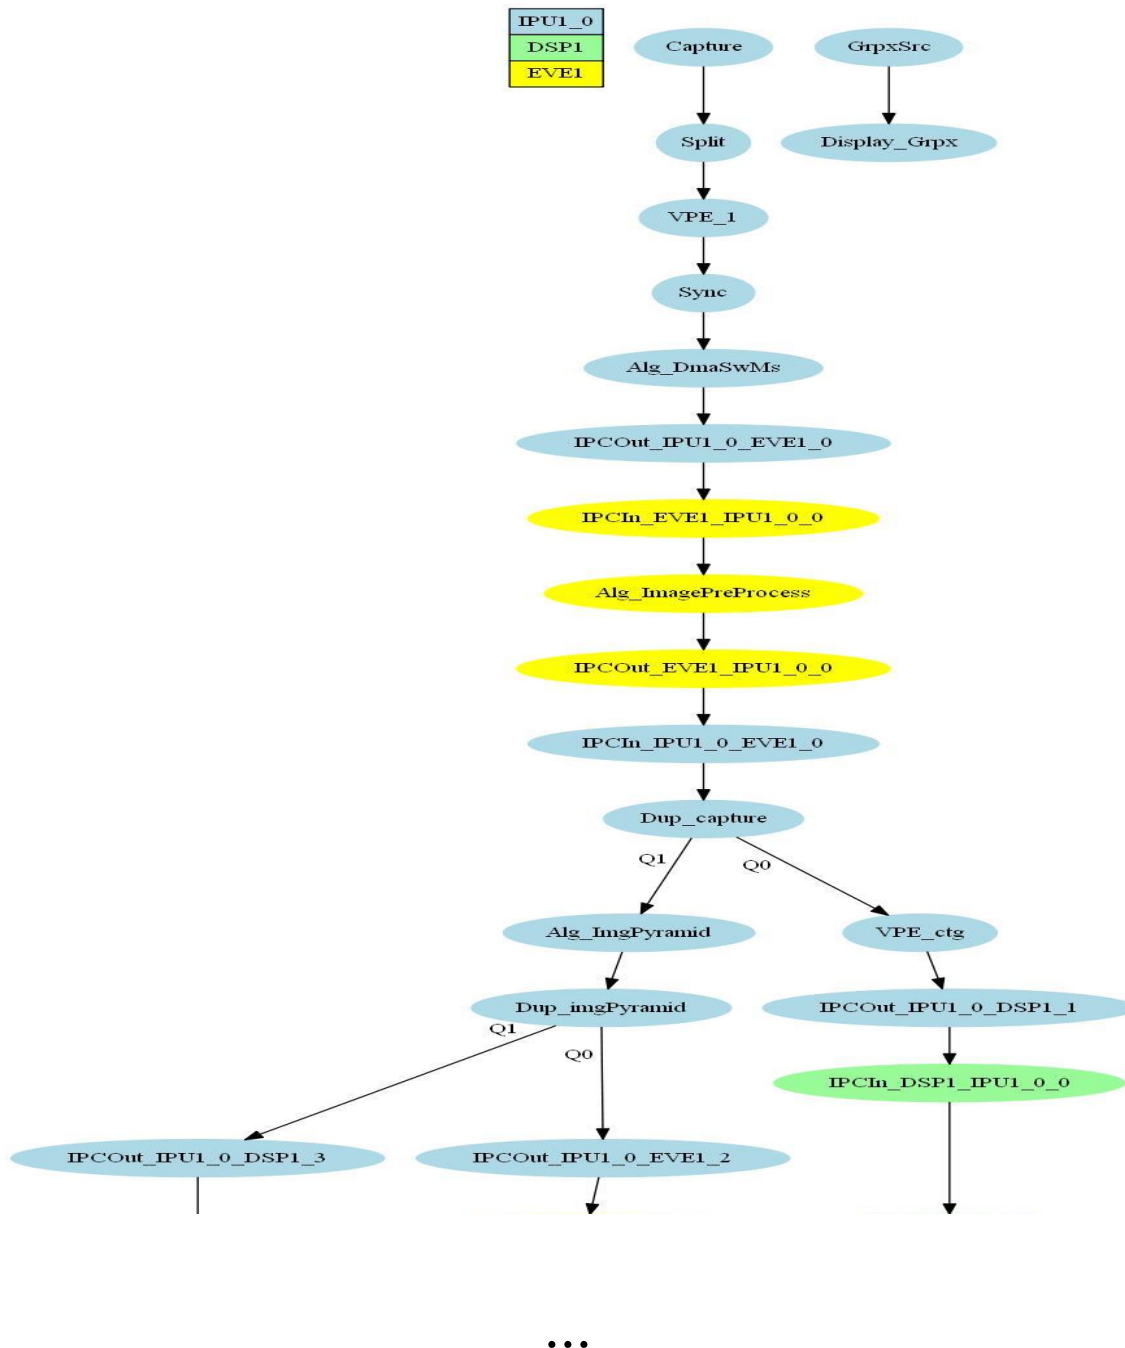 IPU1_0
DSP1
EVE1
Capture
GrpxSrc
Split
Display_Grpx
VPE_1
Sync
Alg_DmaSwMs
IPCOut_IPU1_0_EVE1_0
IPCIn_EVE1_IPU1_0_0
Alg_ImagePreProcess
IPCOut_EVE1_IPU1_0_0
IPCIn_IPU1_0_EVE1_0
Dup_capture
Q1
Q0
Alg_ImgPyramid
VPE_ctg
Dup_imgPyramid
IPCOut_IPU1_0_DSP1_1
Q1
Q0
IPCIn_DSP1_IPU1_0_0
IPCOut_IPU1_0_DSP1_3
IPCOut_IPU1_0_EVE1_2
...